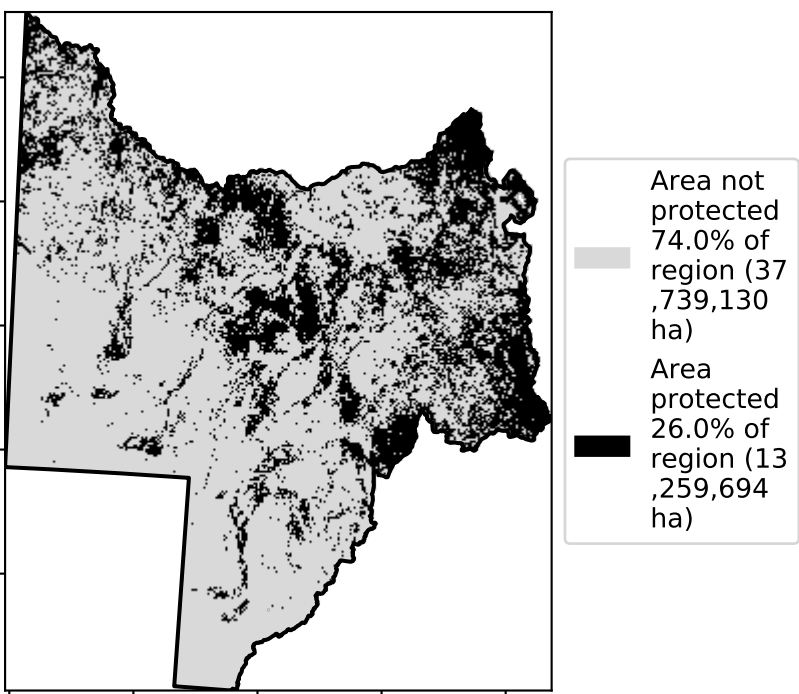 Area not
protected
74.0% of
region (37
,739,130
ha)
Area
protected
26.0% of
region (13
,259,694
ha)